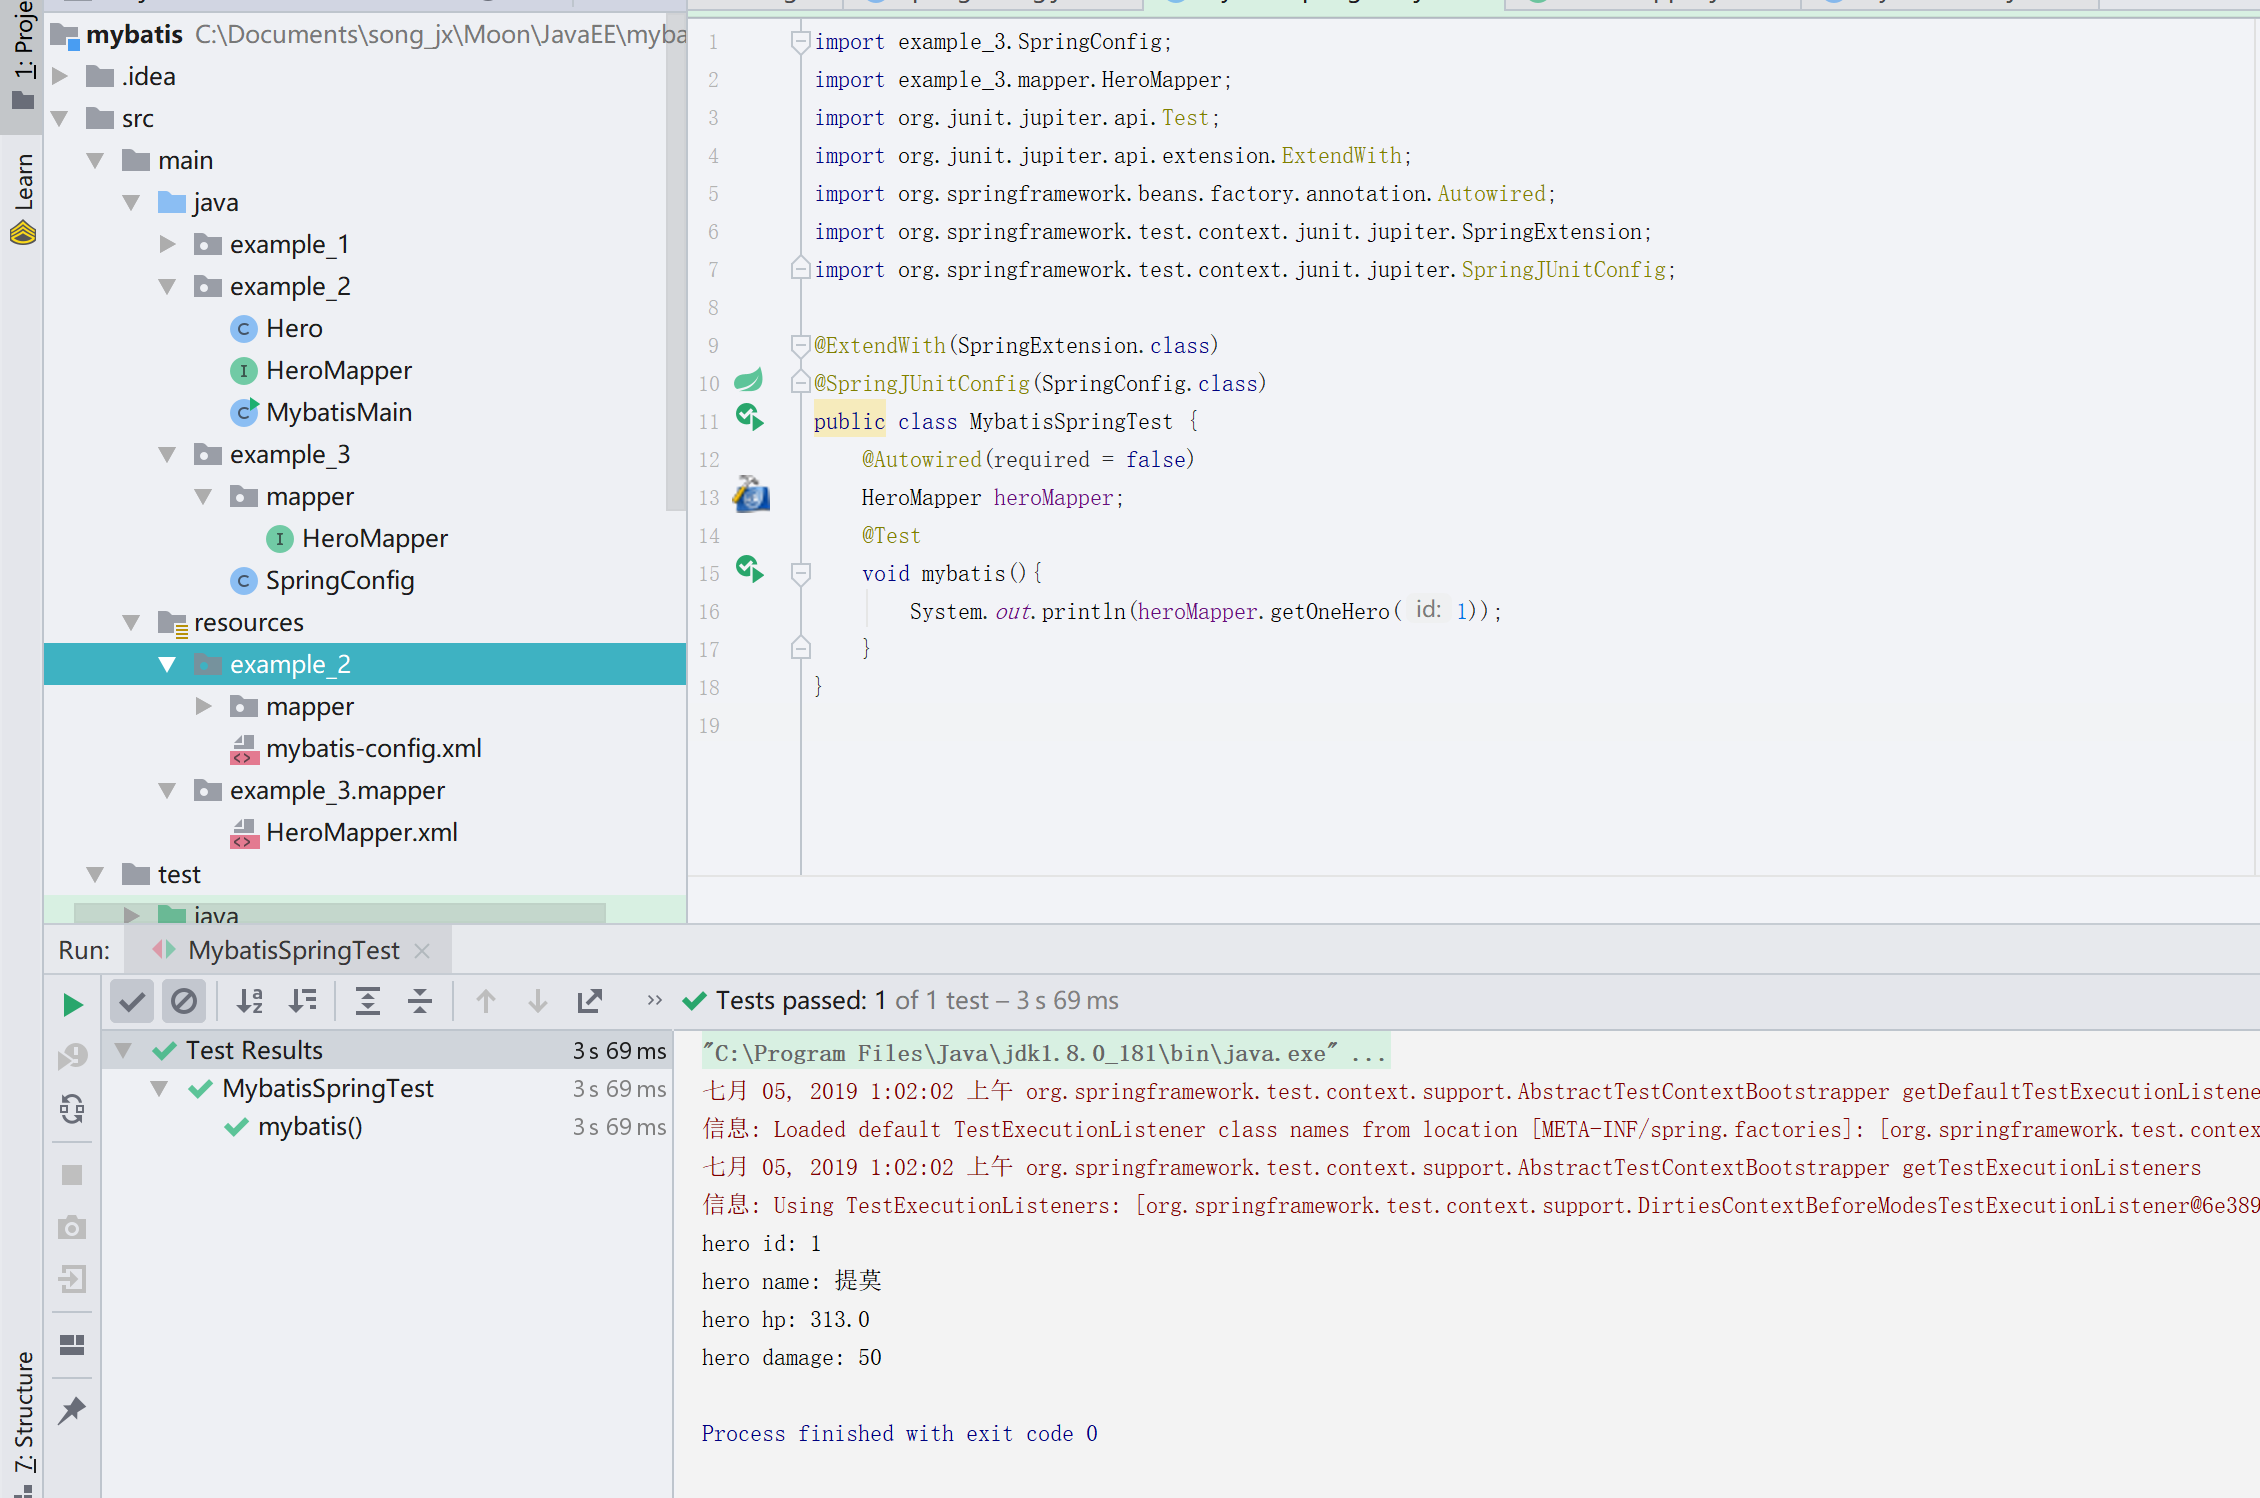 1: Proje
Learn
7: Structure
mybatis C:\Documents\song_jx\Moon\JavaEE\myba
.idea
src
main
java
example_1
example_2
Hero
HeroMapper
MybatisMain
example_3
mapper
HeroMapper
SpringConfig
resources
example_2
mapper
mybatis-config.xml
example_3.mapper
HeroMapper.xml
test
java
1 import example_3.SpringConfig;
2 import example_3.mapper.HeroMapper;
3 import org.junit.jupiter.api.Test;
4 import org.junit.jupiter.api.extension.ExtendWith;
5 import org.springframework.beans.factory.annotation.Autowired;
6 import org.springframework.test.context.junit.jupiter.SpringExtension;
7 import org.springframework.test.context.junit.jupiter.SpringJUnitConfig;
8
9 @ExtendWith(SpringExtension.class)
10 @SpringJUnitConfig(SpringConfig.class)
11 public class MybatisSpringTest {
12 @Autowired(required = false)
13 HeroMapper heroMapper;
14 @Test
15 void mybatis(){
16 System.out.println(heroMapper.getOneHero( id: 1));
17 }
18 }
19
Run: MybatisSpringTest
Tests passed: 1 of 1 test – 3 s 69 ms
Test Results 3 s 69 ms
MybatisSpringTest 3 s 69 ms
mybatis() 3 s 69 ms
"C:\Program Files\Java\jdk1.8.0_181\bin\java.exe" ...
七月 05, 2019 1:02:02 上午 org.springframework.test.context.support.AbstractTestContextBootstrapper getDefaultTestExecutionListene
信息: Loaded default TestExecutionListener class names from location [META-INF/spring.factories]: [org.springframework.test.contex
七月 05, 2019 1:02:02 上午 org.springframework.test.context.support.AbstractTestContextBootstrapper getTestExecutionListeners
信息: Using TestExecutionListeners: [org.springframework.test.context.support.DirtiesContextBeforeModesTestExecutionListener@6e389
hero id: 1
hero name: 提莫
hero hp: 313.0
hero damage: 50
Process finished with exit code 0